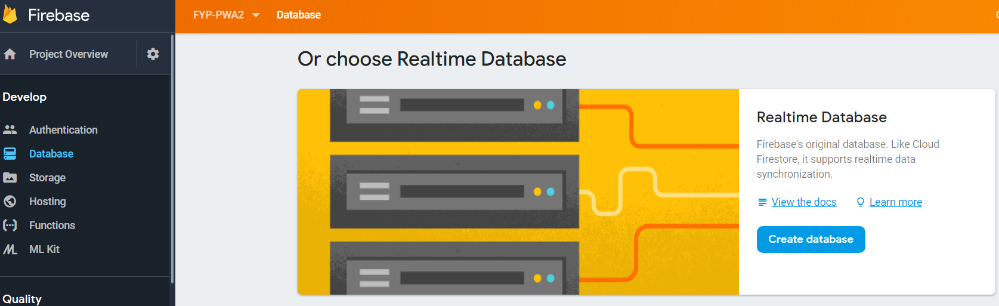 Firebase
FYP-PWA2 Database
Project Overview
Or choose Realtime Database
Develop
Authentication
Database
Storage
Hosting
Functions
ML Kit
Quality
Realtime Database
Firebase's original database. Like Cloud
Firestore, it supports realtime data
synchronization.
View the docs Learn more
Create database